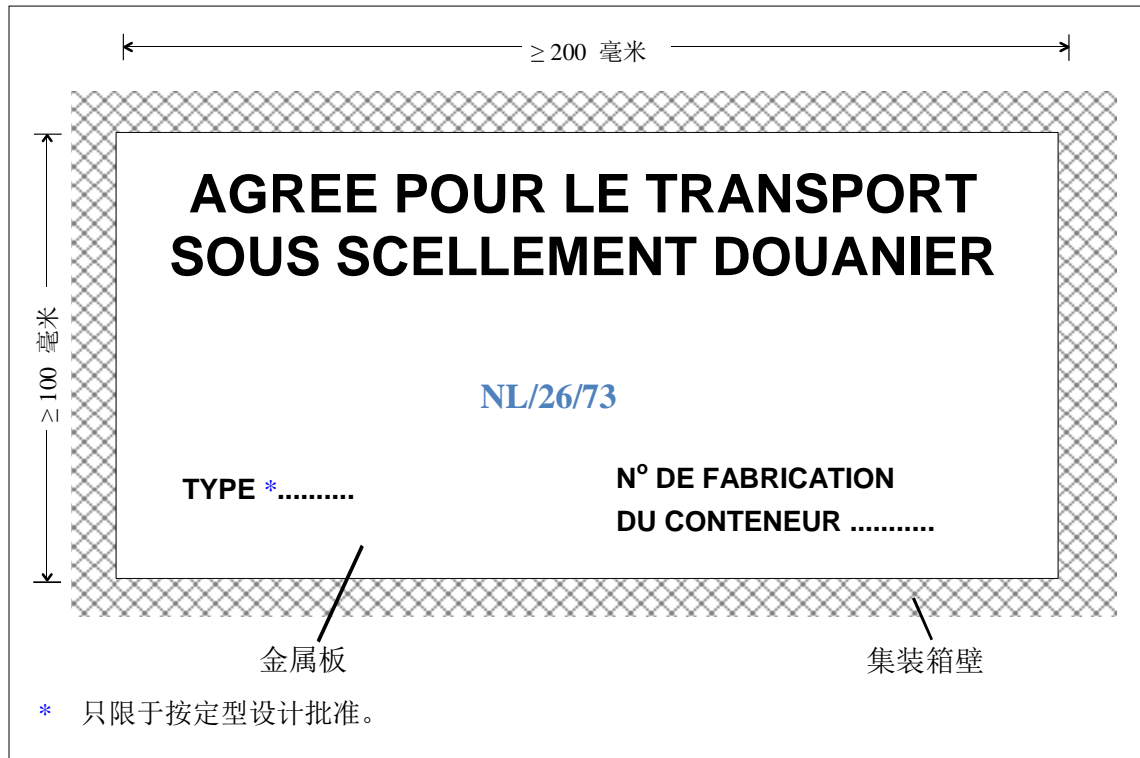 ≥ 200 毫米
AGREE POUR LE TRANSPORT
SOUS SCELLEMENT DOUANIER
≥ 100 毫米
NL/26/73
TYPE *..........
Nº DE FABRICATION
DU CONTENEUR ...........
金属板
集装箱壁
* 只限于按定型设计批准。